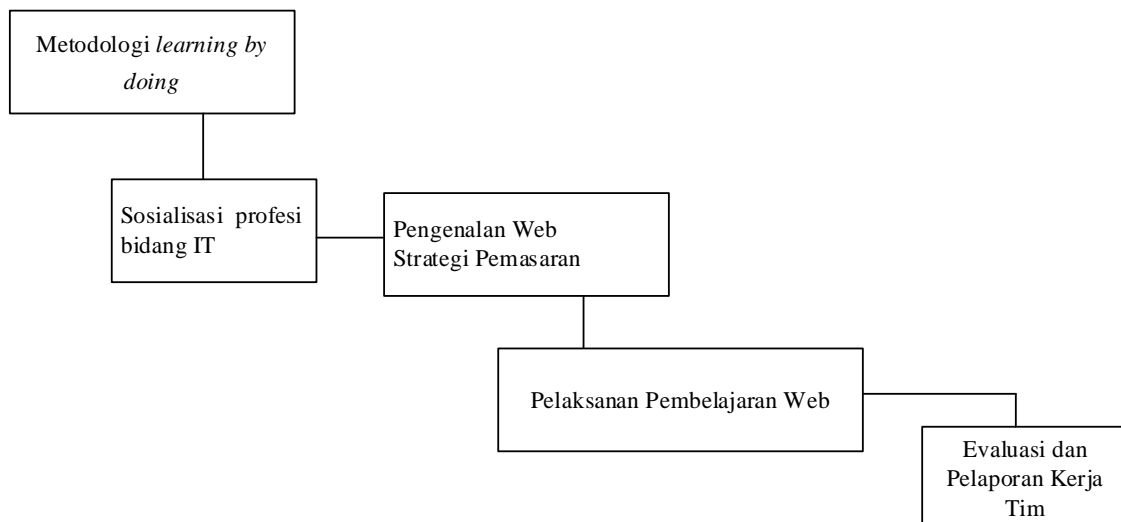 Metodologi learning by
doing
Sosialisasi profesi
bidang IT
Pengenalan Web
Strategi Pemasaran
Pelaksanan Pembelajaran Web
Evaluasi dan
Pelaporan Kerja
Tim